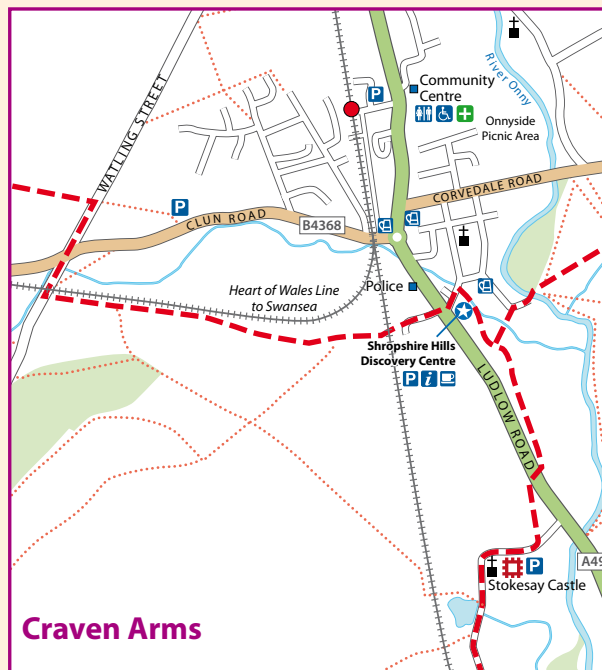 Community
Centre
P
River Onny
Onnyside
Picnic Area
WATLING STREET
P
CLUN ROAD
B4368
CORVEDALE ROAD
Heart of Wales Line
to Swansea
Police
Shropshire Hills
Discovery Centre
P i
LUDLOW ROAD
A49
P
Stokesay Castle
Craven Arms